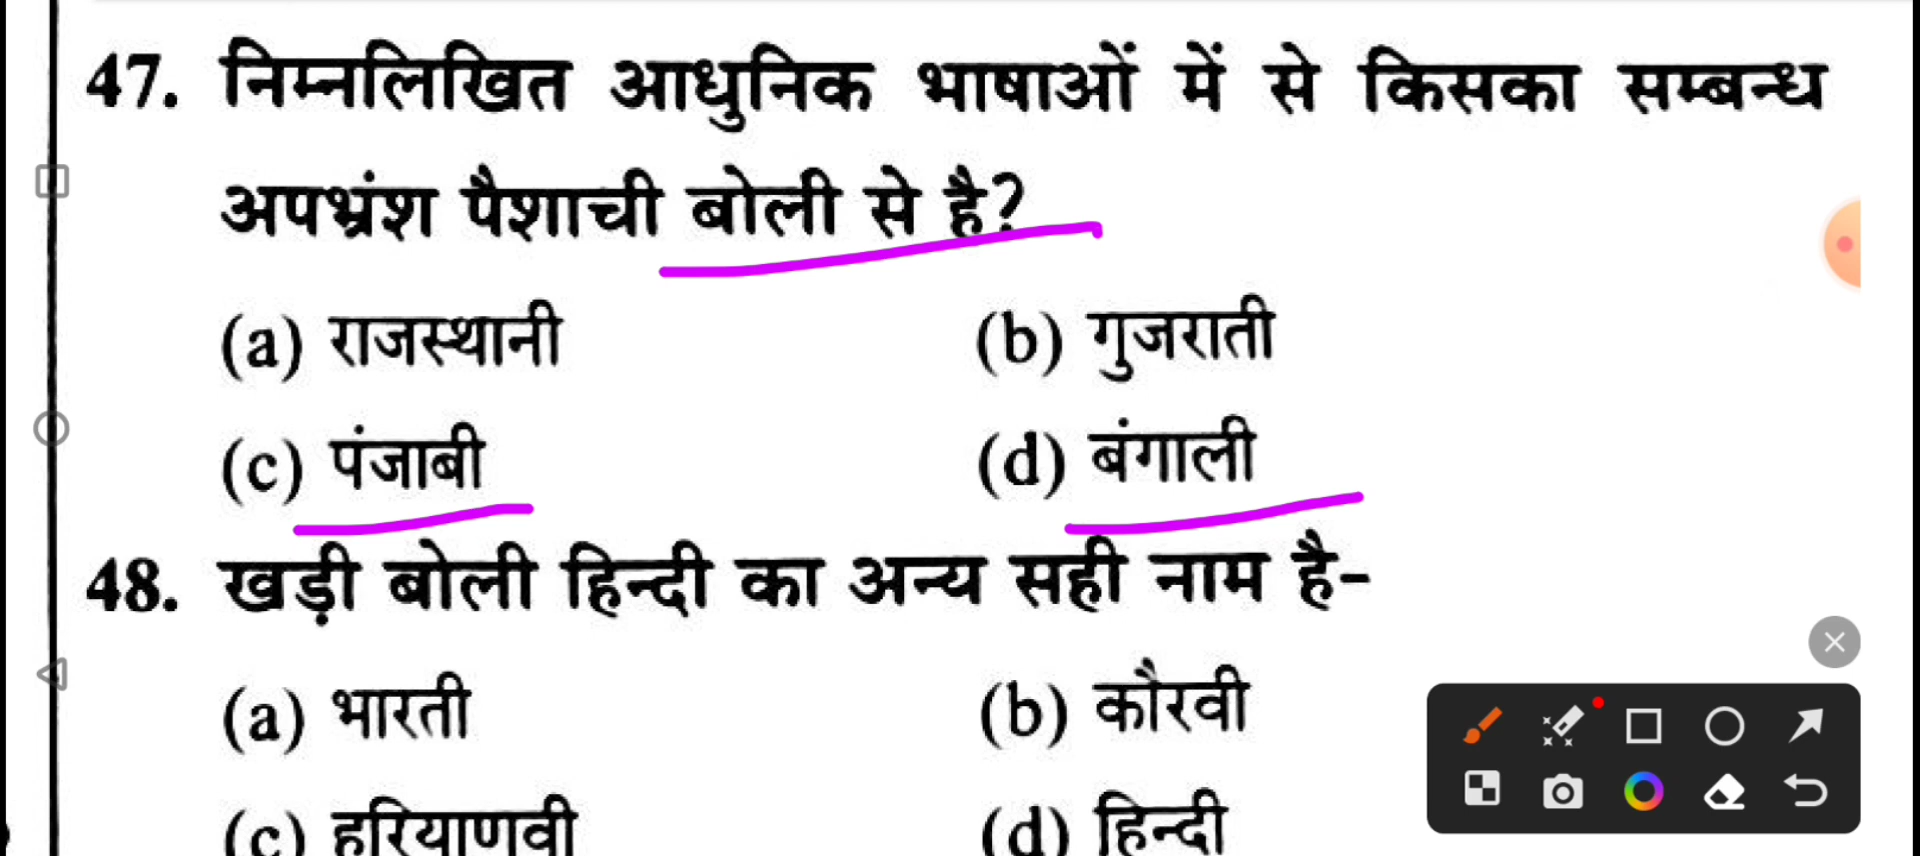 47. निम्नलिखित आधुनिक भाषाओं में से किसका सम्बन्ध
अपभ्रंश पैशाची बोली से है?
(a) राजस्थानी (b) गुजराती
(c) पंजाबी (d) बंगाली
48. खड़ी बोली हिन्दी का अन्य सही नाम है-
(a) भारती (b) कौरवी
(c) हरियाणवी (d) हिन्दी